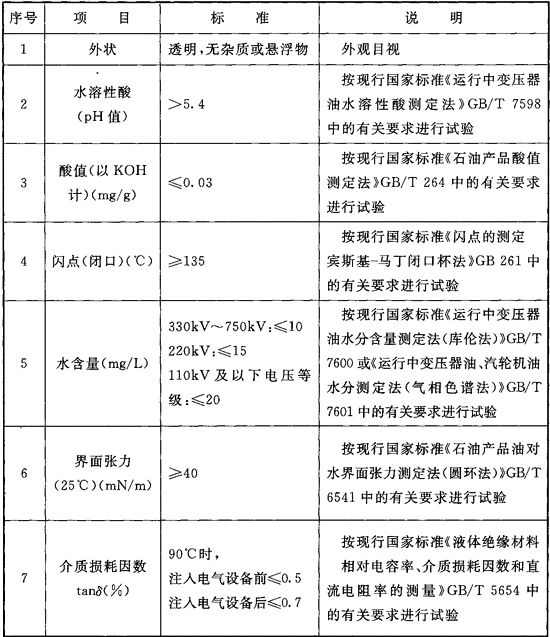 序号 项 目 标 准 说 明
1 外状 透明,无杂质或悬浮物 外观目视
2 水溶性酸
(pH 值) >5.4 按现行国家标准《运行中变压器
油水溶性酸测定法》GB/T 7598
中的有关要求进行试验
3 酸值(以 KOH
计)(mg/g) ≤0.03 按现行国家标准《石油产品酸值
测定法》GB/T 264 中的有关要求
进行试验
4 闪点(闭口)(℃) ≥135 按现行国家标准《闪点的测定
宾斯基-马丁闭口杯法》GB 261 中
的有关要求进行试验
5 水含量(mg/L) 330kV~750kV:≤10
220kV:≤15
110kV 及以下电压等
级:≤20
按现行国家标准《运行中变压器
油水分含量测定法(库伦法)》GB/T
7600 或《运行中变压器油、汽轮机油
水分测定法(气相色谱法)》GB/T
7601 中的有关要求进行试验
6 界面张力
(25℃)(mN/m) ≥40 按现行国家标准《石油产品油对
水界面张力测定法(圆环法)》GB/T
6541 中的有关要求进行试验
7 介质损耗因数
tanδ(%) 90℃时,
注入电气设备前≤0.5
注入电气设备后≤0.7
按现行国家标准《液体绝缘材料
相对电容率、介质损耗因数和直
流电阻率的测量》GB/T 5654 中
的有关要求进行试验